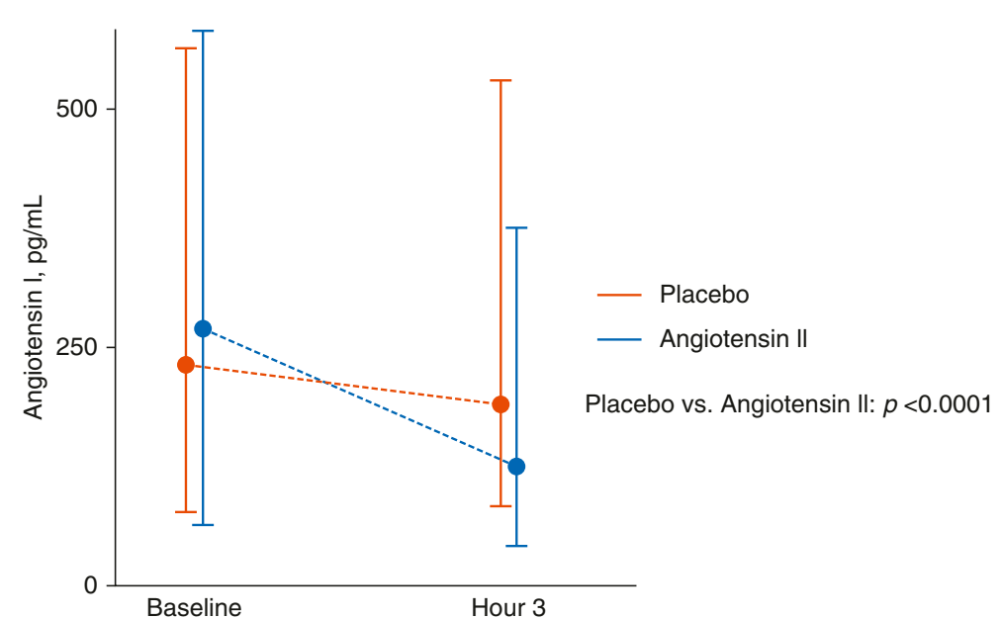 500
250
0
Angiotensin I, pg/mL
Baseline
Hour 3
Placebo
Angiotensin II
Placebo vs. Angiotensin II: p <0.0001